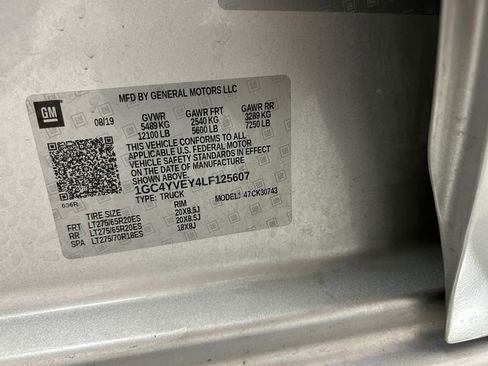 MFD BY GENERAL MOTORS LLC
GM
08/19
GVWR GAWR FRT GAWR RR
5489 KG 2540 KG 3289 KG
12100 LB 5600 LB 7250 LB
THIS VEHICLE CONFORMS TO ALL
APPLICABLE U.S. FEDERAL MOTOR
VEHICLE SAFETY STANDARDS IN EFFECT
ON THE DATE OF MANUFACTURE
SHOWN ABOVE.
1GC4YVEY4LF125607
TYPE: TRUCK MODEL: 47CK30743
636R
TIRE SIZE RIM
FRT LT275/65R20ES 20X8.5J
RR LT275/65R20ES 20X8.5J
SPA LT275/70R18ES 18X8J